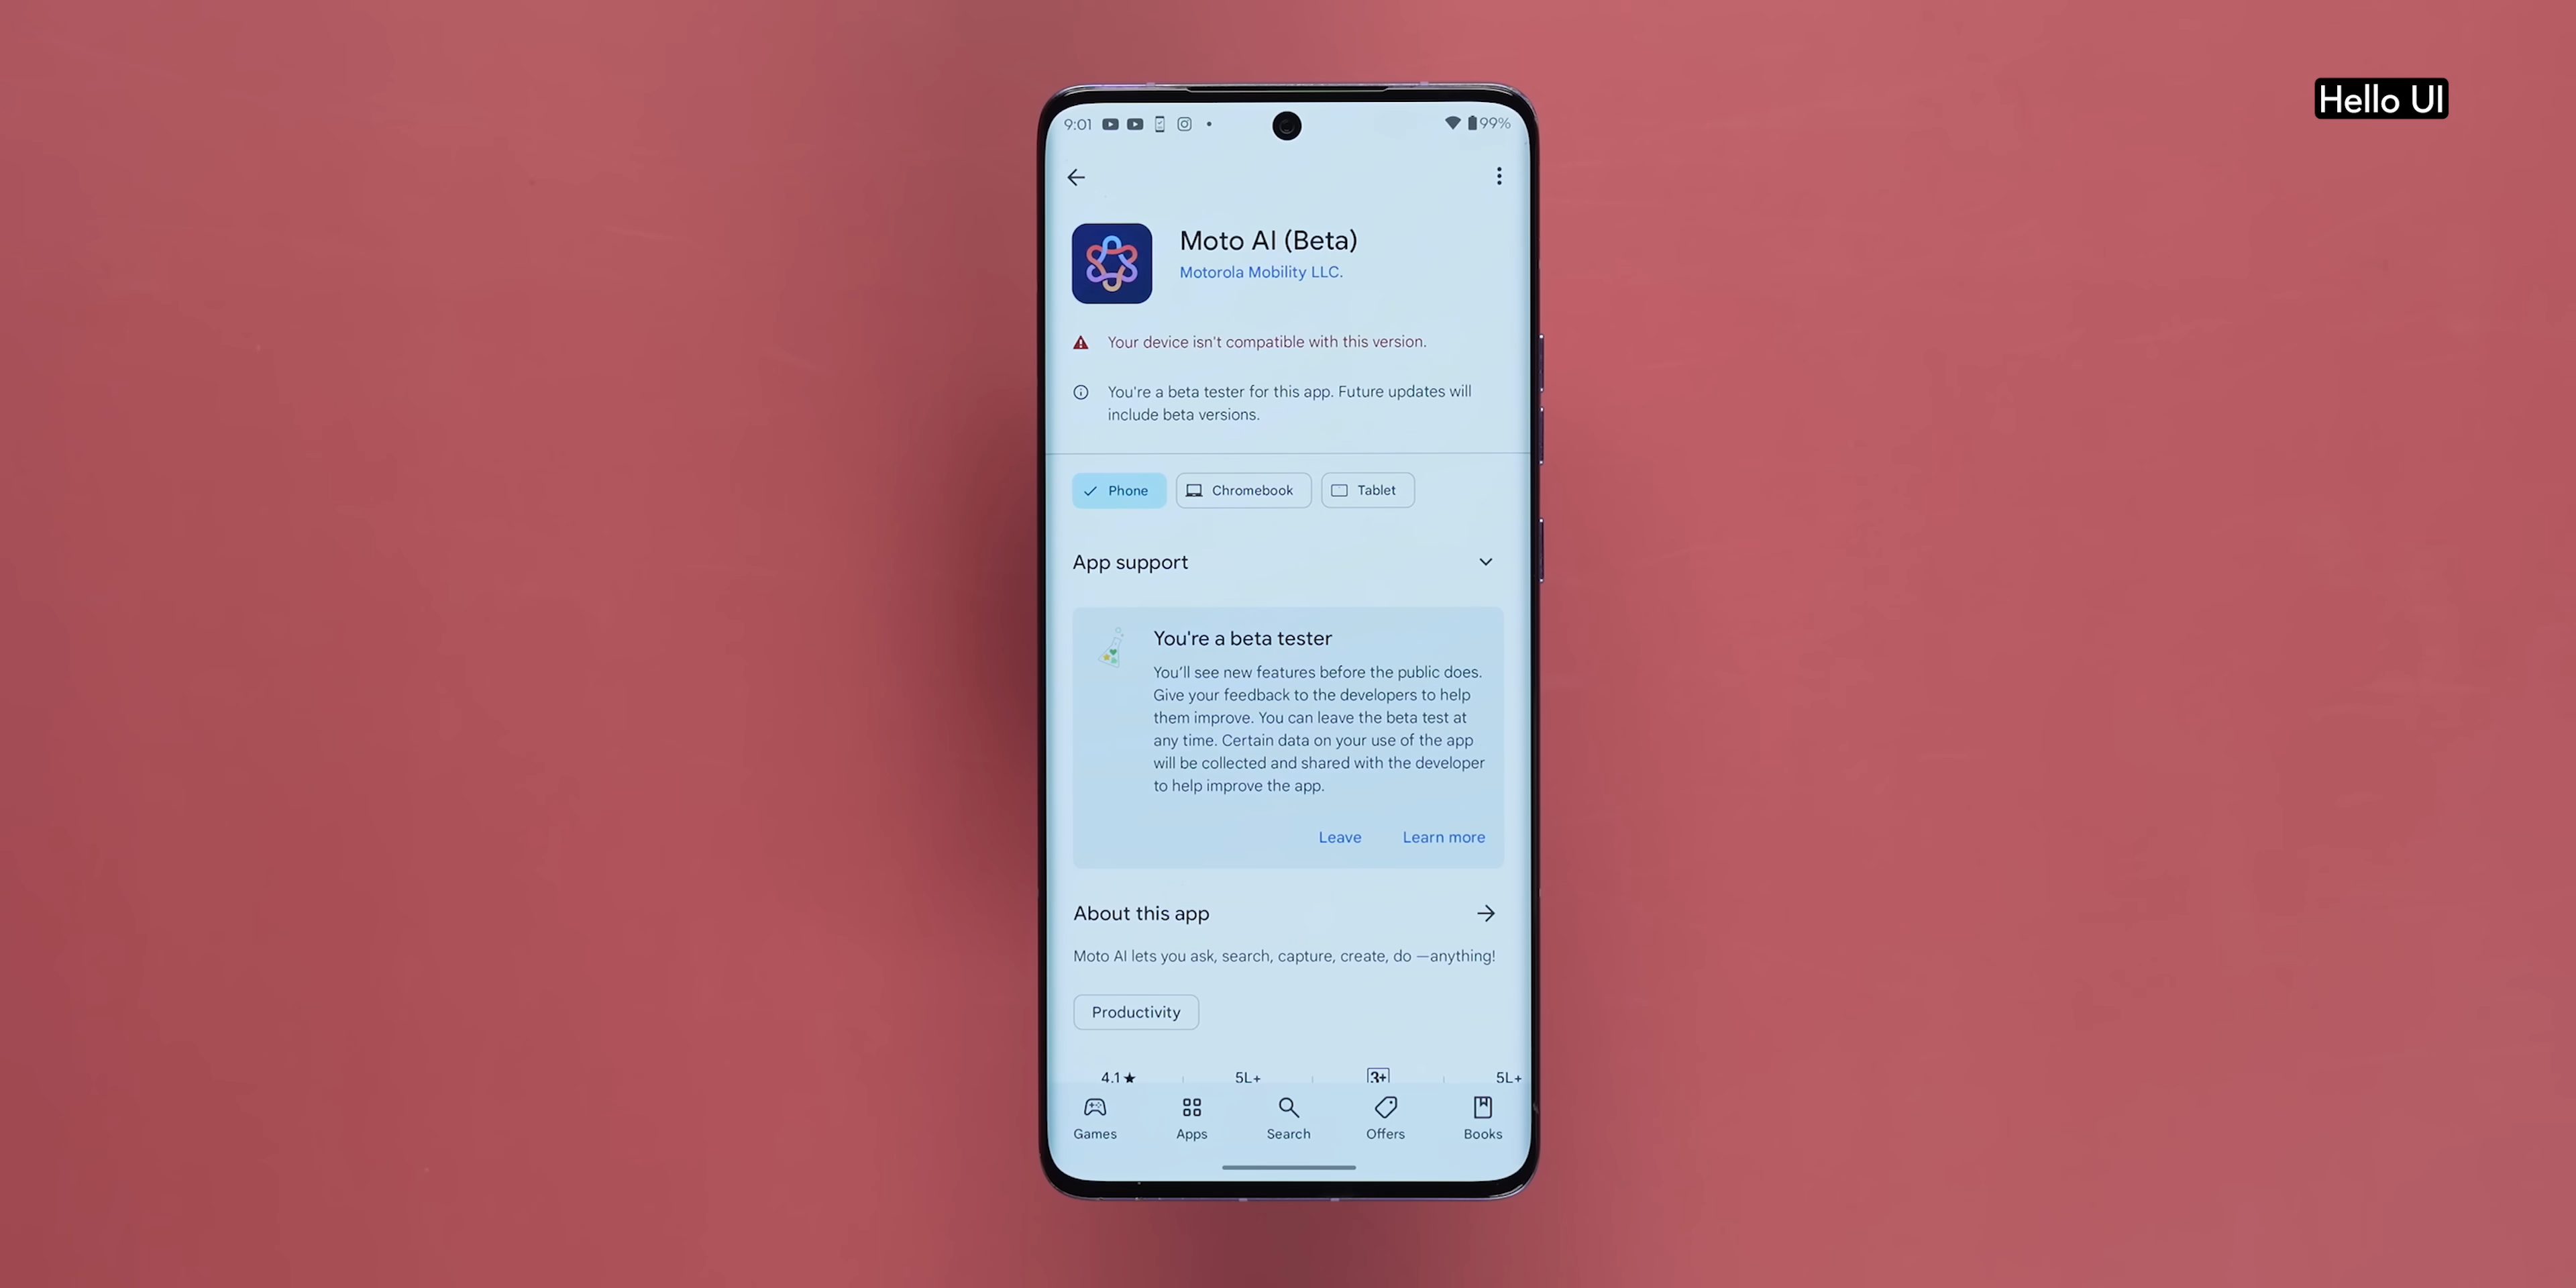 Hello UI
9:01
99%
Moto AI (Beta)
Motorola Mobility LLC.
Your device isn't compatible with this version.
You're a beta tester for this app. Future updates will
include beta versions.
Phone
Chromebook
Tablet
App support
You're a beta tester
You'll see new features before the public does.
Give your feedback to the developers to help
them improve. You can leave the beta test at
any time. Certain data on your use of the app
will be collected and shared with the developer
to help improve the app.
Leave
Learn more
About this app
Moto AI lets you ask, search, capture, create, do —anything!
Productivity
4.1★
5L+
3+
5L+
Games
Apps
Search
Offers
Books